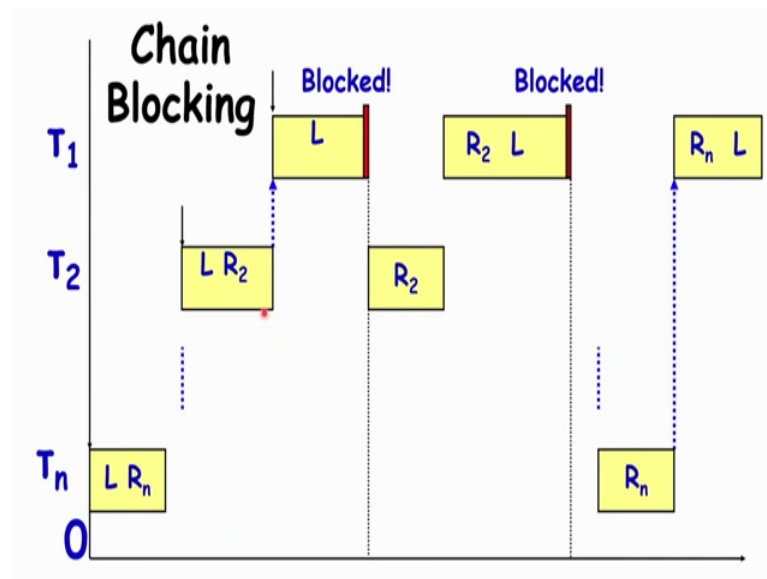 Chain
Blocking
Blocked!
Blocked!
T1
L
R2 L
Rn L
T2
L R2
R2
Tn
L Rn
Rn
0